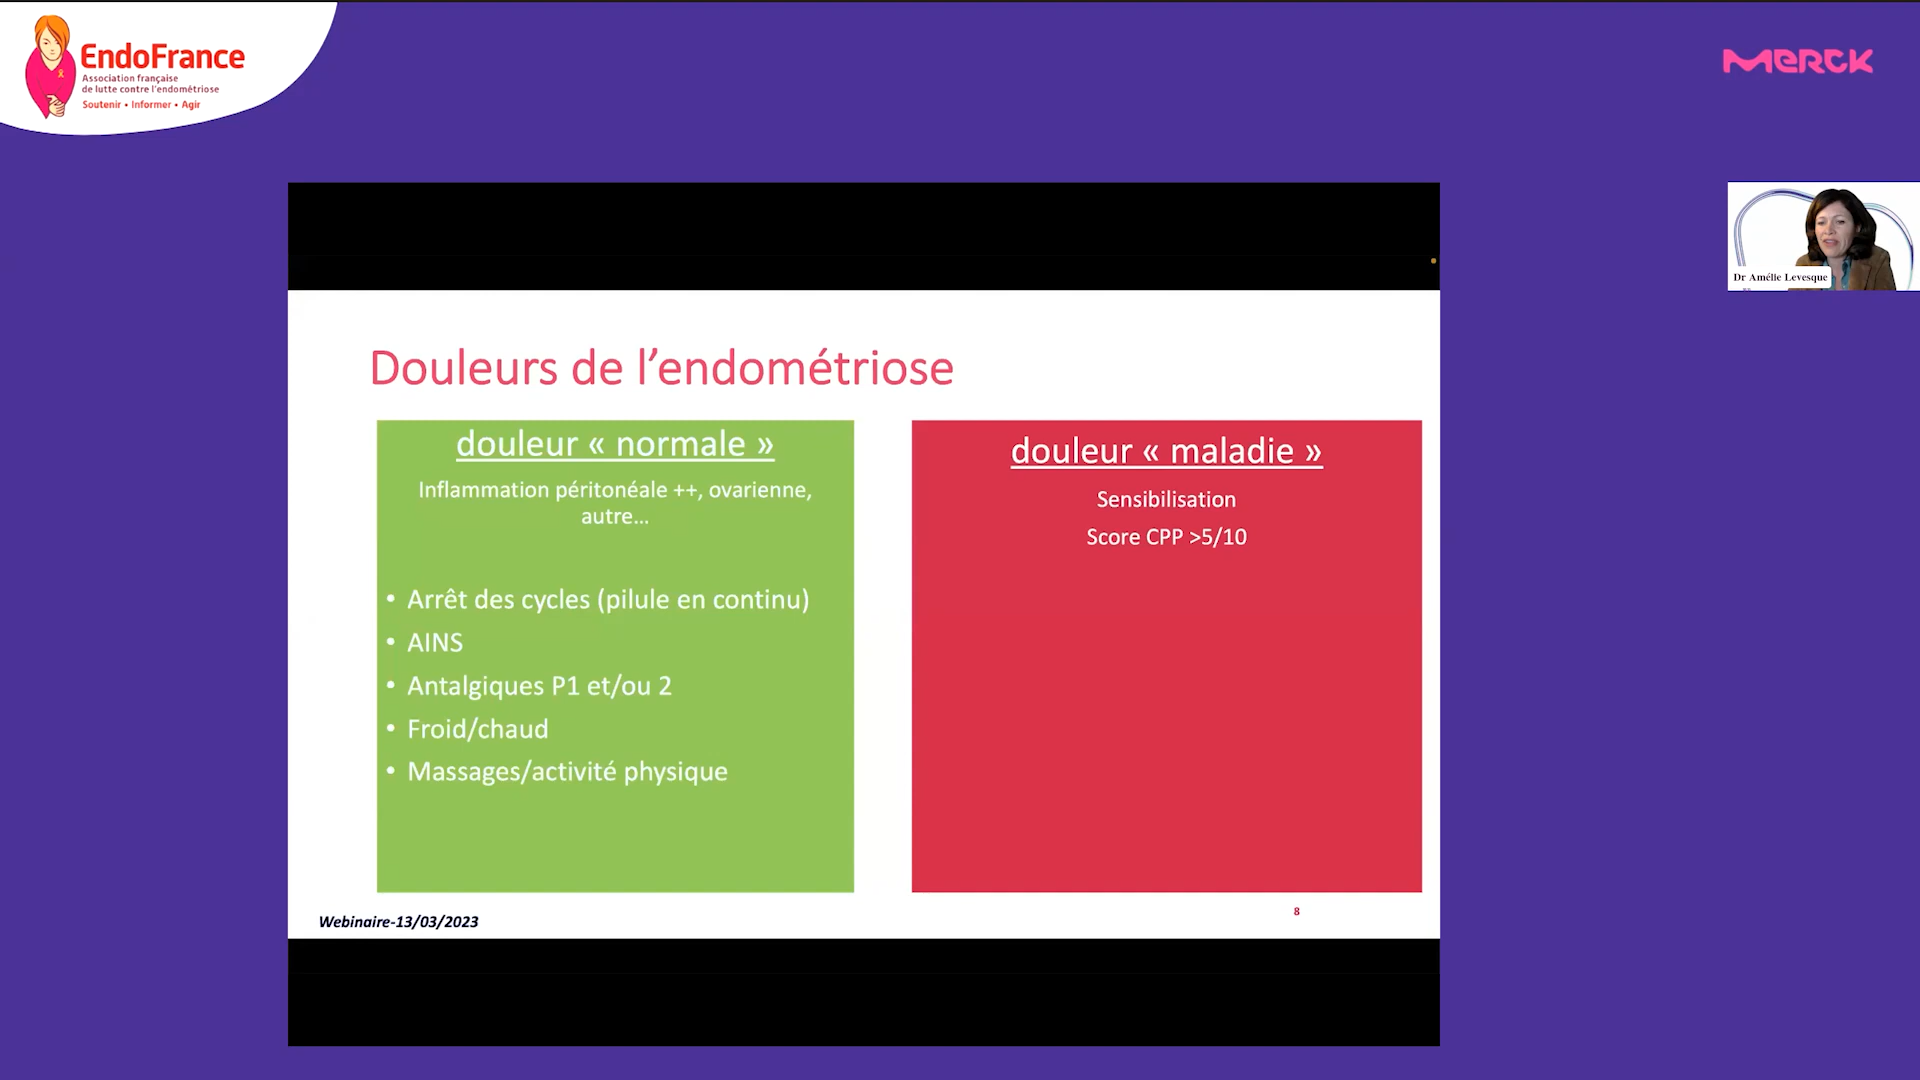 EndoFrance
Association française
de lutte contre l'endométriose
Soutenir • Informer • Agir
MERCK
Dr Amélie Levesque
Douleurs de l’endométriose
douleur « normale »
Inflammation péritonéale ++, ovarienne,
autre...
• Arrêt des cycles (pilule en continu)
• AINS
• Antalgiques P1 et/ou 2
• Froid/chaud
• Massages/activité physique
douleur « maladie »
Sensibilisation
Score CPP >5/10
Webinaire-13/03/2023
8